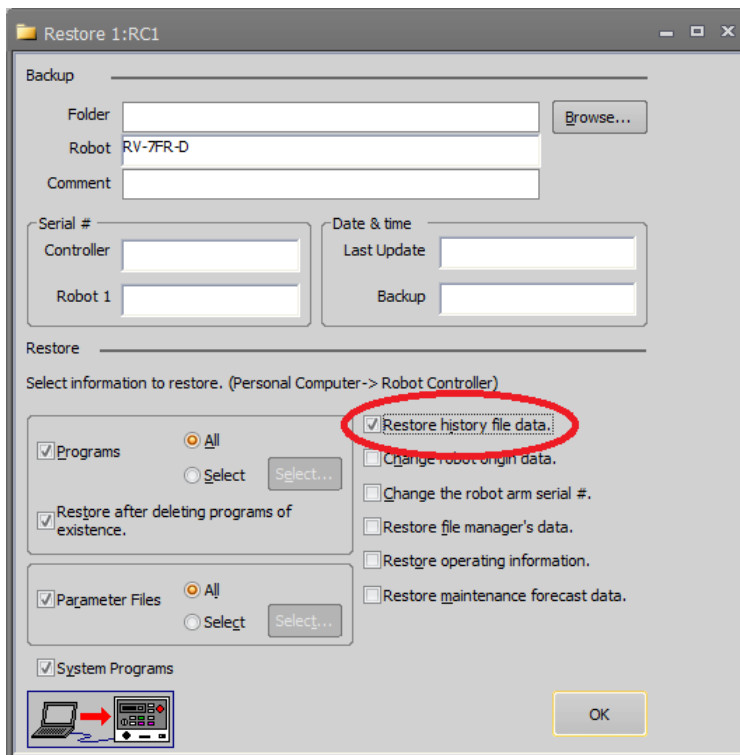 Restore 1:RC1
Backup
Folder
Browse...
Robot RV-7FR-D
Comment
Serial #
Controller
Robot 1
Date & time
Last Update
Backup
Restore
Select information to restore. (Personal Computer-> Robot Controller)
Programs
All
Select Select...
Restore after deleting programs of
existence.
Parameter Files
All
Select Select...
System Programs
Restore history file data.
Change robot origin data.
Change the robot arm serial #.
Restore file manager's data.
Restore operating information.
Restore maintenance forecast data.
OK